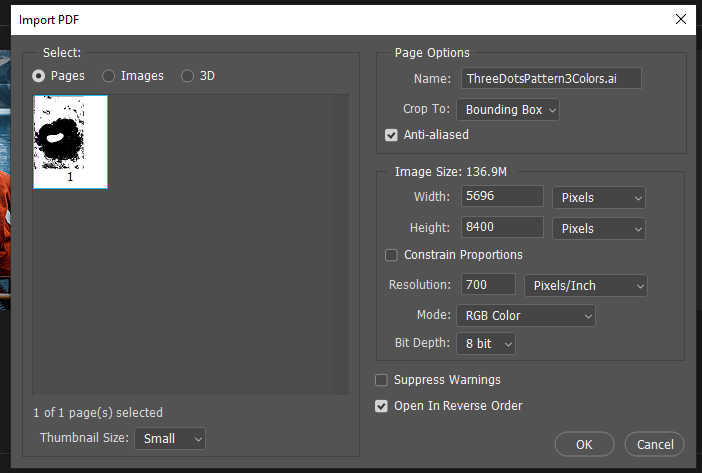 Import PDF
Select:
Pages
Images
3D
1
1 of 1 page(s) selected
Thumbnail Size: Small
Page Options
Name: ThreeDotsPattern3Colors.ai
Crop To: Bounding Box
Anti-aliased
Image Size: 136.9M
Width: 5696 Pixels
Height: 8400 Pixels
Constrain Proportions
Resolution: 700 Pixels/Inch
Mode: RGB Color
Bit Depth: 8 bit
Suppress Warnings
Open In Reverse Order
OK
Cancel